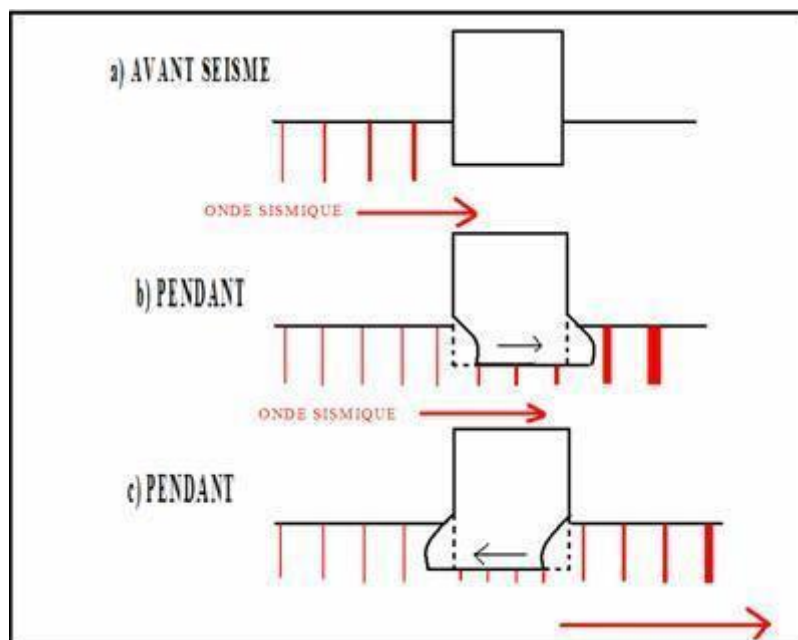 a) AVANT SEISME
ONDE SISMIQUE
b) PENDANT
ONDE SISMIQUE
c) PENDANT